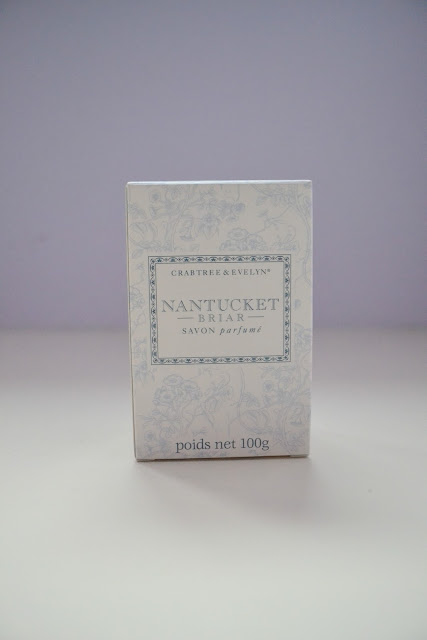 CRABTREE & EVELYN®
NANTUCKET
BRIAR
SAVON parfumé
poids net 100g